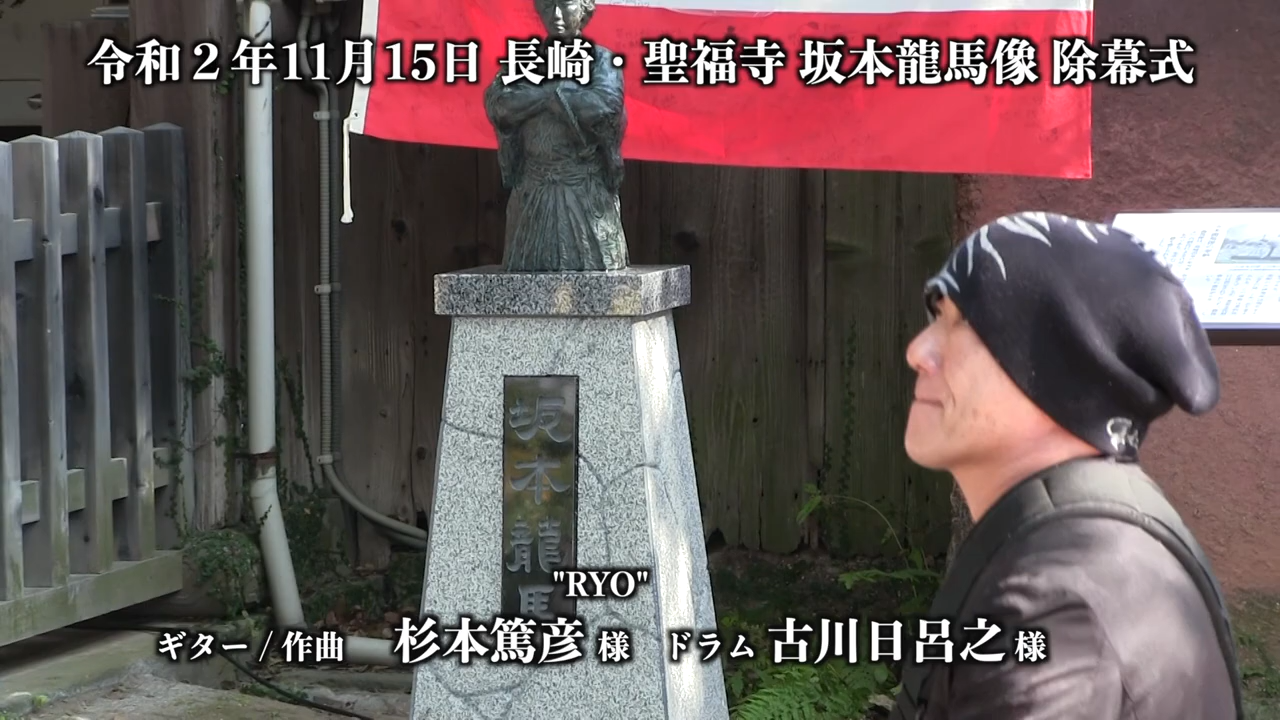 令和２年11月15日 長崎・聖福寺 坂本龍馬像 除幕式
坂本龍馬
"RYO"
ギター / 作曲 杉本篤彦 様 ドラム 古川日呂之 様